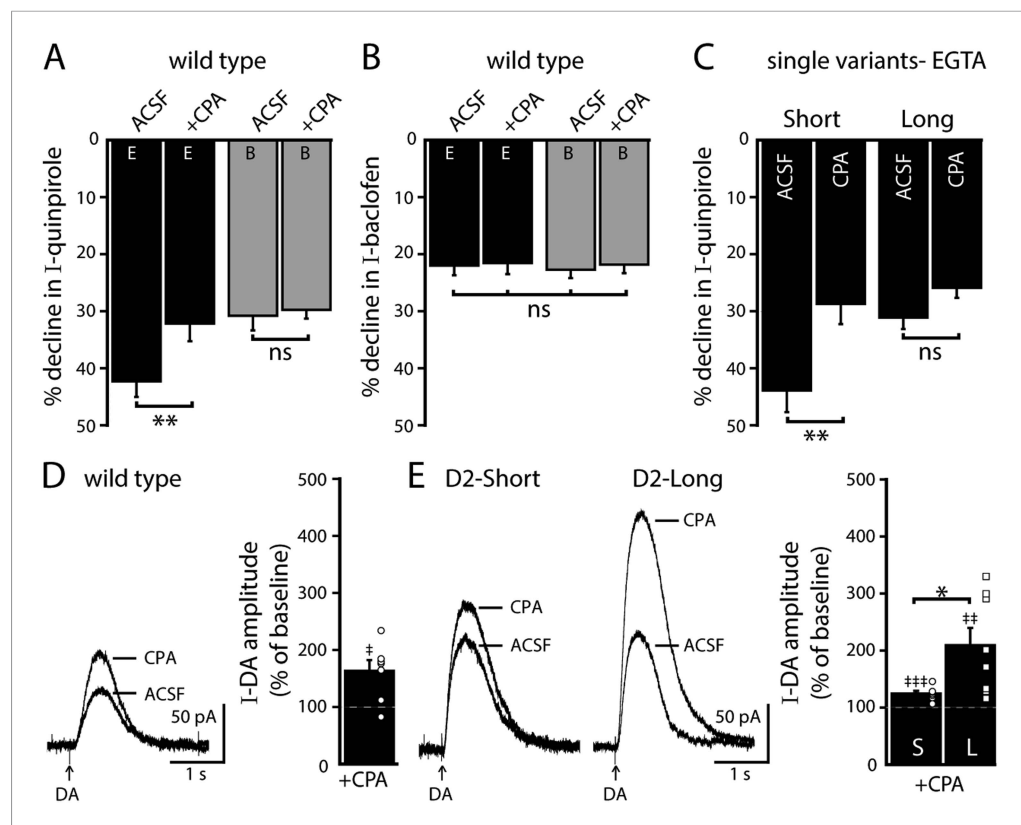 A
wild type
ACSF
+CPA
ACSF
+CPA
E
E
B
B
% decline in I-quinpirole
0
10
20
30
40
50
**
ns
B
wild type
ACSF
+CPA
ACSF
+CPA
E
E
B
B
% decline in I-baclofen
0
10
20
30
40
50
ns
C
single variants- EGTA
Short
Long
ACSF
CPA
ACSF
CPA
% decline in I-quinpirole
0
10
20
30
40
50
**
ns
D
wild type
CPA
ACSF
50 pA
1 s
DA
I-DA amplitude
(% of baseline)
500
400
300
200
100
0
‡
+CPA
E
D2-Short
CPA
ACSF
DA
D2-Long
CPA
ACSF
50 pA
1 s
DA
I-DA amplitude
(% of baseline)
500
400
300
200
100
0
*
‡‡‡
‡‡
S
L
+CPA